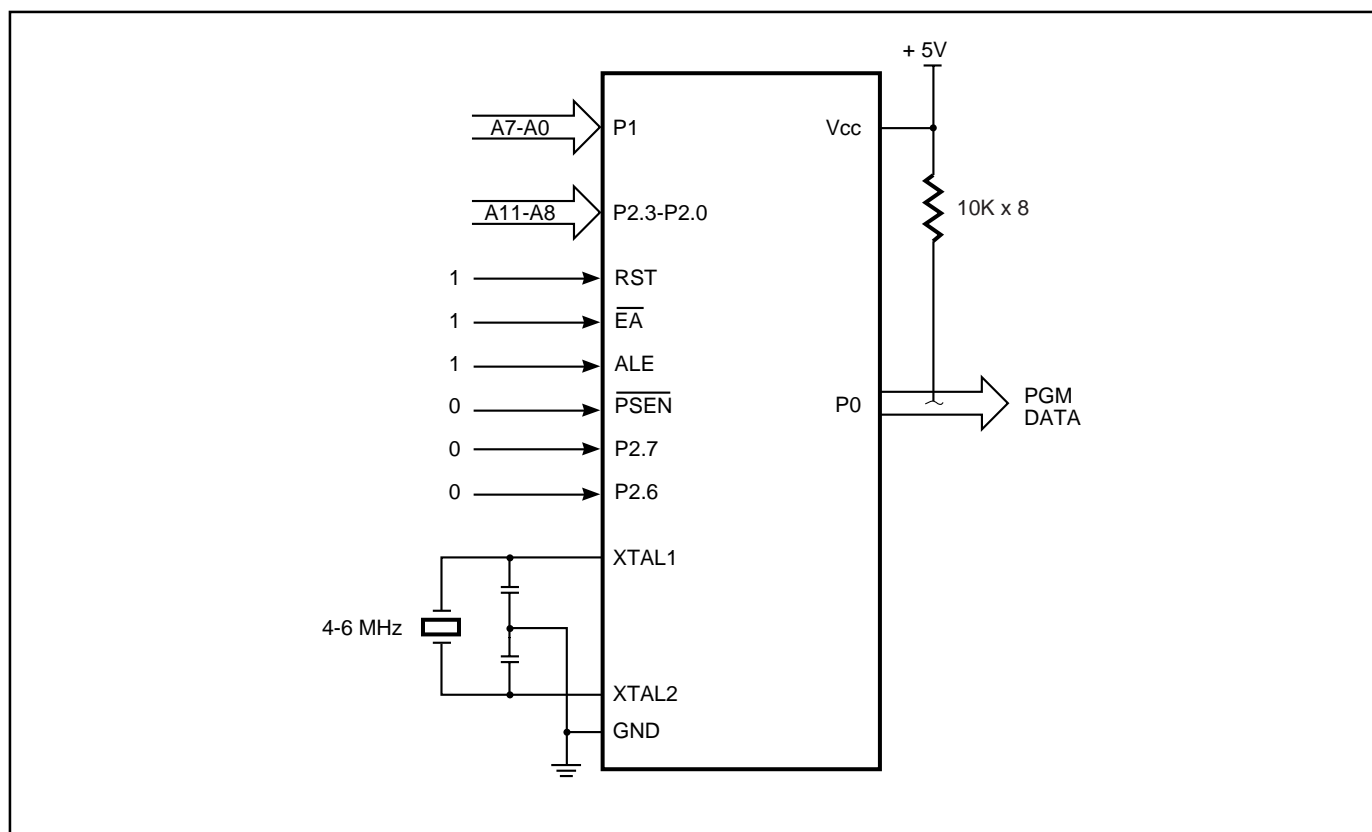 + 5V
A7-A0
P1
Vcc
A11-A8
P2.3-P2.0
10K x 8
1
RST
1
EA
1
ALE
0
PSEN
P0
PGM
DATA
0
P2.7
0
P2.6
XTAL1
4-6 MHz
XTAL2
GND